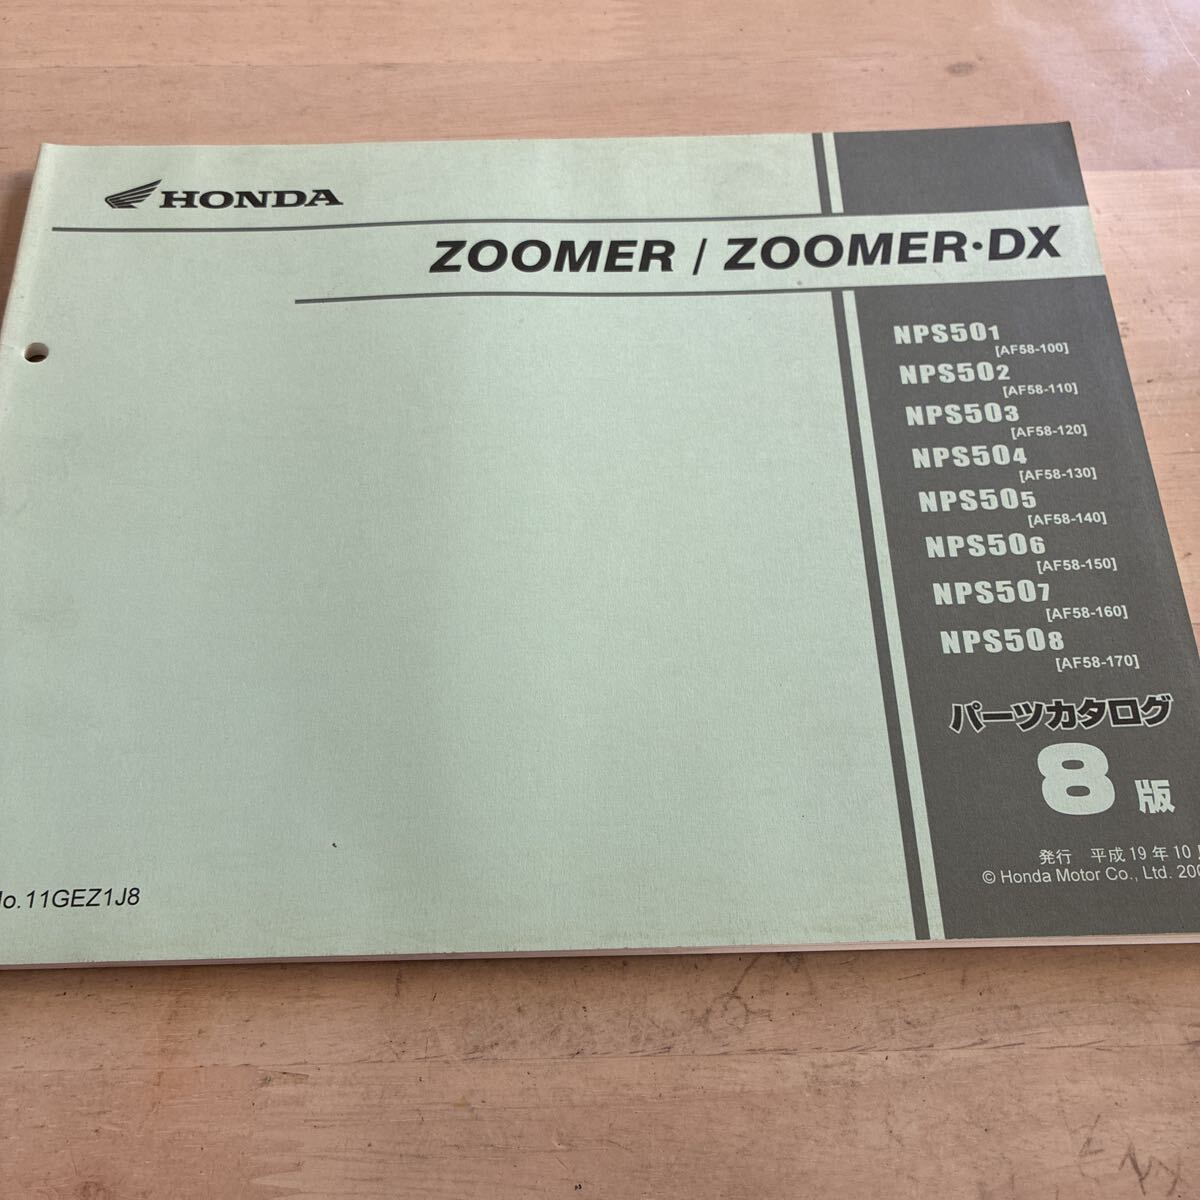 HONDA
ZOOMER / ZOOMER·DX
NPS501
[AF58-100]
NPS502
[AF58-110]
NPS503
[AF58-120]
NPS504
[AF58-130]
NPS505
[AF58-140]
NPS506
[AF58-150]
NPS507
[AF58-160]
NPS508
[AF58-170]
パーツカタログ
8版
発行 平成19年10月
© Honda Motor Co., Ltd.
No.11GEZ1J8